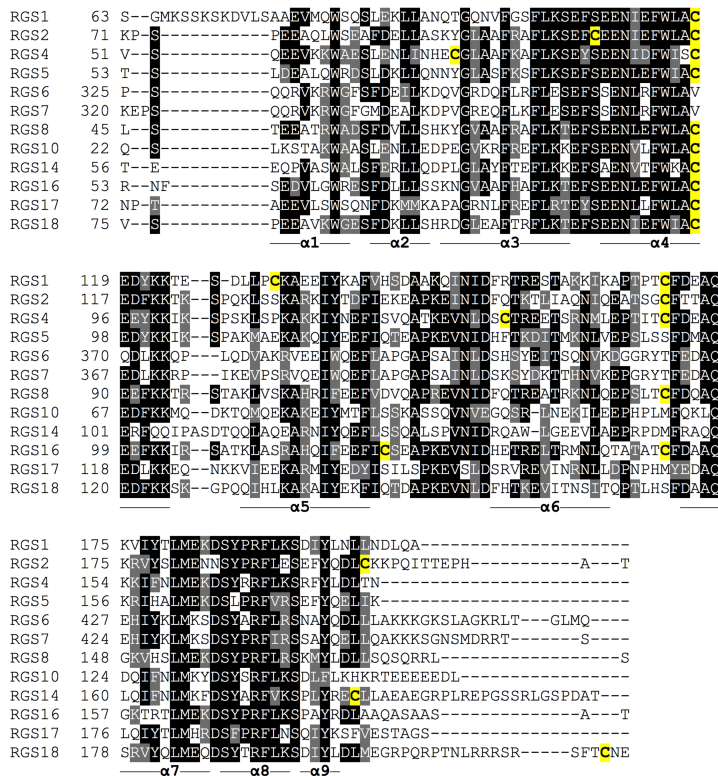 RGS1 63 S--GMKSSKSKDVLSAAEVMQWSQSLEKLLANQTGQNVFGSFLKSEFSEENIEFWLAC
RGS2 71 KP-S-----------PEEAQLWSEAFDELLASKYGLAAFRAFLKSEFCEENIEFWLAC
RGS4 51 V--S-----------QEEVKKWAESLENLINHECGLAAFKAFLKSEYSEENIDFWISC
RGS5 53 T--S-----------LDEALQWRDSLDKLLQNNYGLASFKSFLKSEFSEENLEFWIAC
RGS6 325 P--S-----------QQRVKRWGFSFDEILKDQVGRDQFLRFLESEFSSENLRFWLAV
RGS7 320 KEPS-----------QQRVKRWGFGMDEALKDPVGREQFLKFLESEFSSENLRFWLAV
RGS8 45 L--S-----------TEEATRWADSFDVLLSHKYGVAAFRAFLKTEFSEENLEFWLAC
RGS10 22 Q--S-----------LKSTAKWAASLENLLEDPEGVKRFREFLKKEFSEENVLFWLAC
RGS14 56 T--E-----------EQPVASWALSFERLLQDPLGLAYFTEFLKKEFSAENVTFWKAC
RGS16 53 R--NF----------SEDVLGWRESFDLLLSSKNGVAAFHAFLKTEFSEENLEFWLAC
RGS17 72 NP-T-----------AEEVLSWSQNFDKMMKAPAGRNLFREFLRTEYSEENLLFWLAC
RGS18 75 V--S-----------PEEAVKWGESFDKLLSHRDGLEAFTRFLKTEFSEENIEFWIAC
α1 α2 α3 α4
RGS1 119 EDYKKTE--S-DLLPCKAEEIYKAFVHSDAAKQINIDFRTRESTAKKIKAPTPTCFDEAQ
RGS2 117 EDFKKTK--SPQKLSSKARKIYTDFIEKEAPKEINIDFQTKTLIAQNIQEATSGCFTTAQ
RGS4 96 EEYKKIK--SPSKLSPKAKKIYNEFISVQATKEVNLDSCTREETSRNMLEPTITCFDEAQ
RGS5 98 EDYKKIK--SPAKMAEKAKQIYEEFIQTEAPKEVNIDHFTKDITMKNLVEPSLSSFDMAQ
RGS6 370 QDLKKQP--LQDVAKRVEEIWQEFLAPGAPSAINLDSHSYEITSQNVKDGGRYTFEDAQ
RGS7 367 EDLKKRP--IKEVPSRVQEIWQEFLAPGAPSAINLDSKSYDKTTHNVKEPGRYTFEDAQ
RGS8 90 EEFKKTR--STAKLVSKAHRIFEEFVDVQAPREVNIDFQTREATRKNLQEPSLTCFDQAQ
RGS10 67 EDFKKMQ--DKTQMQEKAKEIYMTFLSSKASSQVNVEGQSR-LNEKILEEPHPLMFQKLQ
RGS14 101 ERFQQIPASDTQQLAQEARNIYQEFLSSQALSPVNIDRQAW-LGEEVLAEPRPDMFRAQQ
RGS16 99 EEFKKIR--SATKLASRAHQIFEEFICSEAPKEVNIDHETRELTRMNLQTATATCFDAAQ
RGS17 118 EDLKKEQ--NKKVIEEKARMIYEDYISILSPKEVSLDSRVREVINRNLLDPNPHMYEDAQ
RGS18 120 EDFKKSK--GPQQIHLKAKAIYEKFIQTDAPKEVNLDFHTKEVITNSITQPTLHSFDAAQ
α5 α6
RGS1 175 KVIYTLMEKDSYPRFLKSDIYLNLLNDLQA---------------------
RGS2 175 KRVYSLMENNSYPRFLESEFYQDLCKKPQITTEPH-----------A---T
RGS4 154 KKIFNLMEKDSYRRFLKSRFYLDLTN-------------------------
RGS5 156 KRIHALMEKDSLPRFVRSEFYQELIK-------------------------
RGS6 427 EHIYKLMKSDSYARFLRSNAYQDLLLAKKKGKSLAGKRLT---GLMQ----
RGS7 424 EHIYKLMKSDSYPRFIRSSAYQELLQAKKKSGNSMDRRT----S-------
RGS8 148 GKVHSLMEKDSYPRFLRSKMYLDLLSQSQRRL------------------S
RGS10 124 DQIFNLMKYDSYSRFLKSDLFLKHKRTEEEEEDL-----------------
RGS14 160 LQIFNLMKFDSYARFVKSPLYRECLLAEAEGRPLREPGSSRLGSPDAT---
RGS16 157 GKTRTLMEKDSYPRFLKSPAYRDLAAQASAAS--------------A---T
RGS17 176 LQIYTLMHRDSFPRFLNSQIYKSFVESTAGS--------------------
RGS18 178 SRVYQLMEQDSYTRFLKSDIYLDLMEGRPQRPTNLRRRSR-----SFTCNE
α7 α8 α9